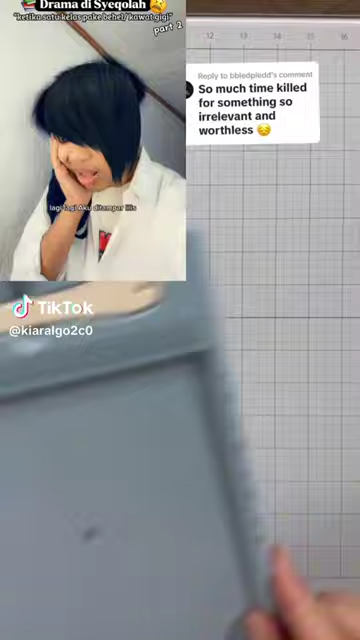 Drama di Syeqolah
"ketika satu kelas pake behel/kawat gigi"
part 2
12 13 14 15 16
Reply to bbledpledd's comment
So much time killed
for something so
irrelevant and
worthless
lagi lagi Aku ditampar iblis
TikTok
@kiaralgo2c0